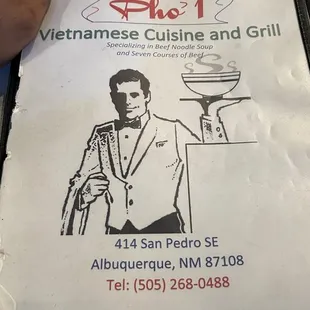 Pho 1
Vietnamese Cuisine and Grill
Specializing in Beef Noodle Soup
and Seven Courses of Beef
414 San Pedro SE
Albuquerque, NM 87108
Tel: (505) 268-0488